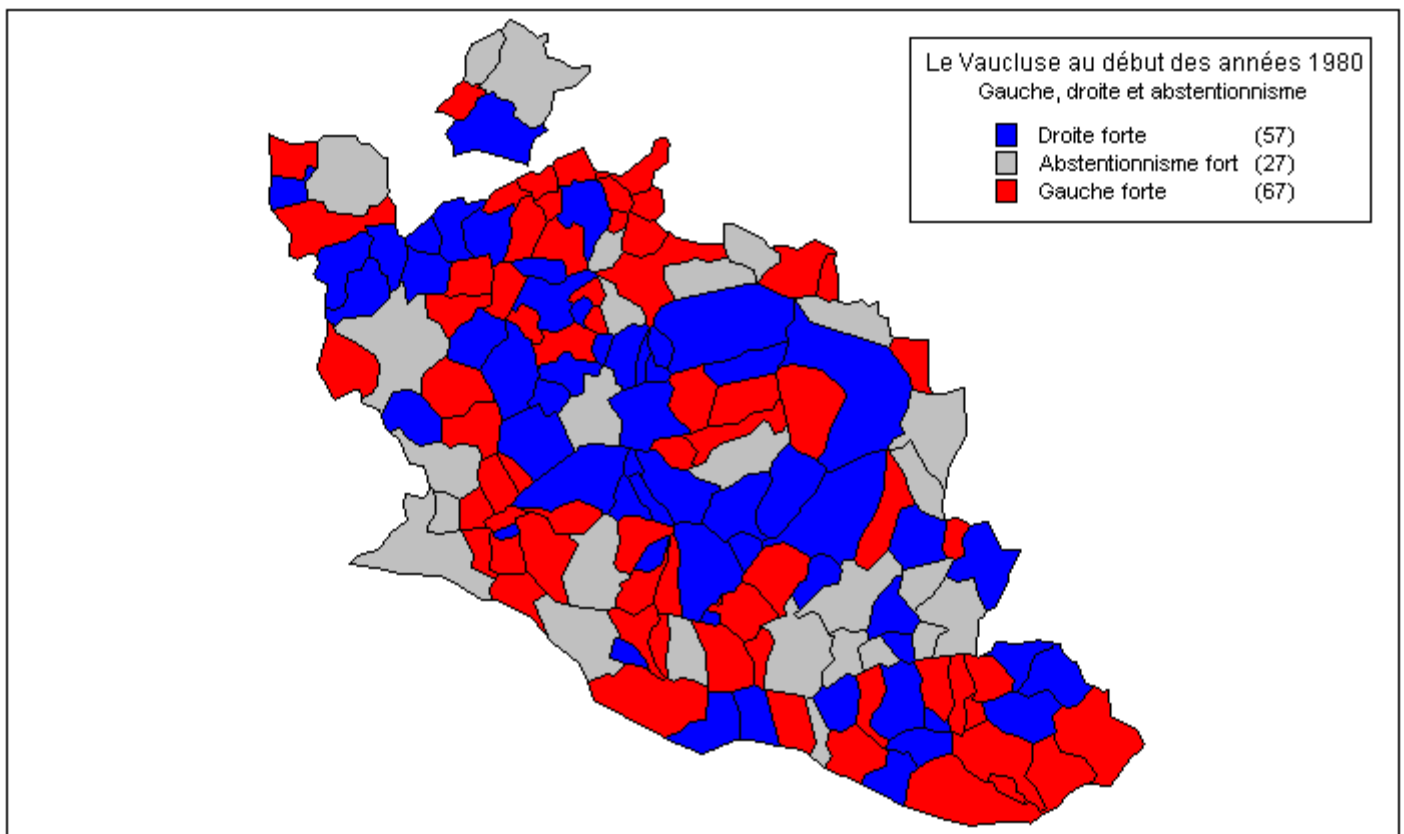 Le Vaucluse au début des années 1980
Gauche, droite et abstentionnisme
Droite forte (57)
Abstentionnisme fort (27)
Gauche forte (67)